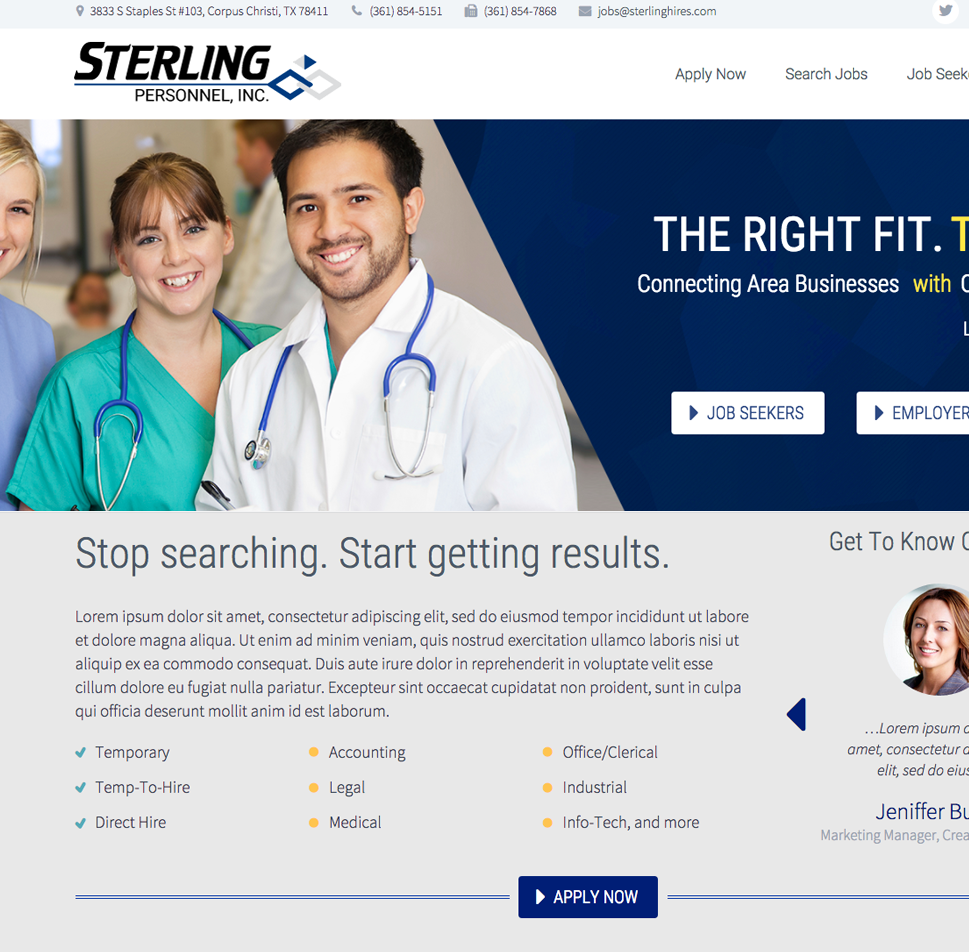 3833 S Staples St #103, Corpus Christi, TX 78411 (361) 854-5151 (361) 854-7868 jobs@sterlinghires.com
STERLING
PERSONNEL, INC.
Apply Now Search Jobs Job
THE RIGHT FIT.
Connecting Area Businesses with
JOB SEEKERS
Stop searching. Start getting results.
Get To Know
Lorem ipsum dolor sit amet, consectetur adipiscing elit, sed do eiusmod tempor incididunt ut labore
et dolore magna aliqua. Ut enim ad minim veniam, quis nostrud exercitation ullamco laboris nisi ut
aliquip ex ea commodo consequat. Duis aute irure dolor in reprehenderit in voluptate velit esse
cillum dolore eu fugiat nulla pariatur. Excepteur sint occaecat cupidatat non proident, sunt in culpa
qui officia deserunt mollit anim id est laborum.
…Lorem ipsum
amet, consectetur
elit, sed do
Jeniffer
Marketing Manager,
Temporary Accounting Office/Clerical
Temp-To-Hire Legal Industrial
Direct Hire Medical Info-Tech, and more
APPLY NOW